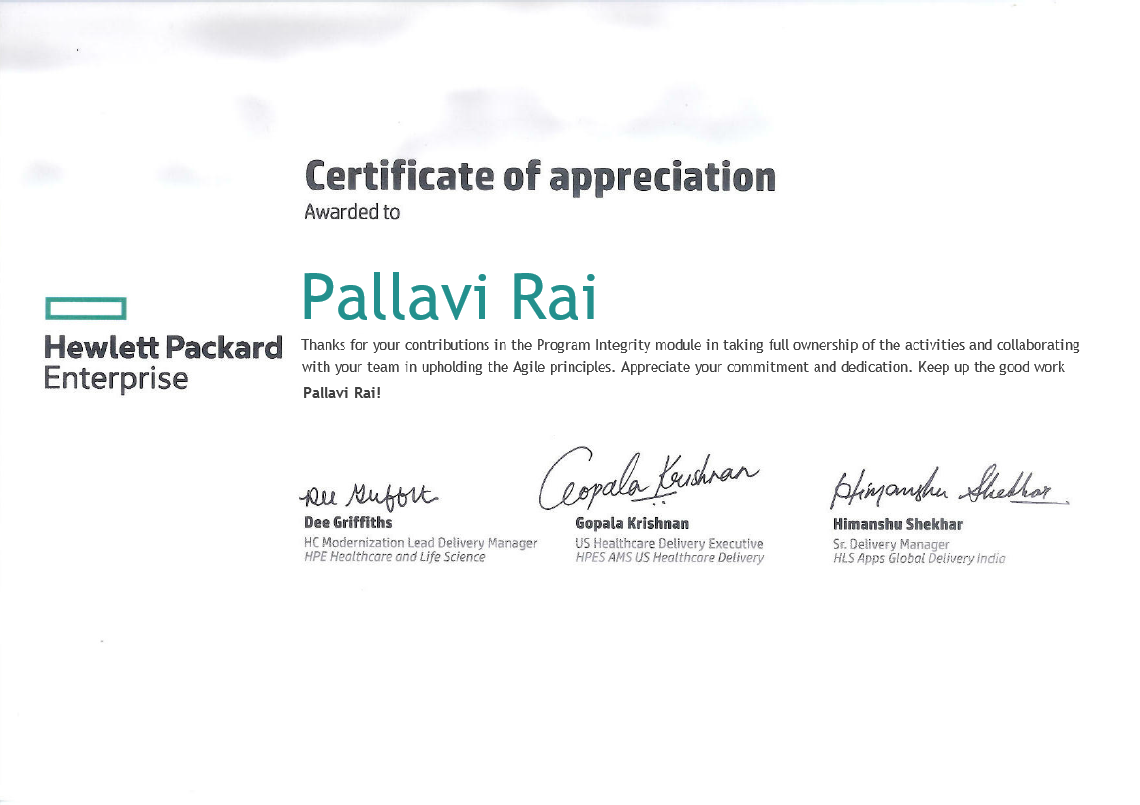 Certificate of appreciation
Awarded to
Pallavi Rai
Hewlett Packard
Enterprise
Thanks for your contributions in the Program Integrity module in taking full ownership of the activities and collaborating
with your team in upholding the Agile principles. Appreciate your commitment and dedication. Keep up the good work
Pallavi Rai!
Dee Griffiths
Gopala Krishnan
Himanshu Shekhar
Dee Griffiths
HC Modernization Lead Delivery Manager
HPE Healthcare and Life Science
Gopala Krishnan
US Healthcare Delivery Executive
HPES AMS US Healthcare Delivery
Himanshu Shekhar
Sr. Delivery Manager
HLS Apps Global Delivery India